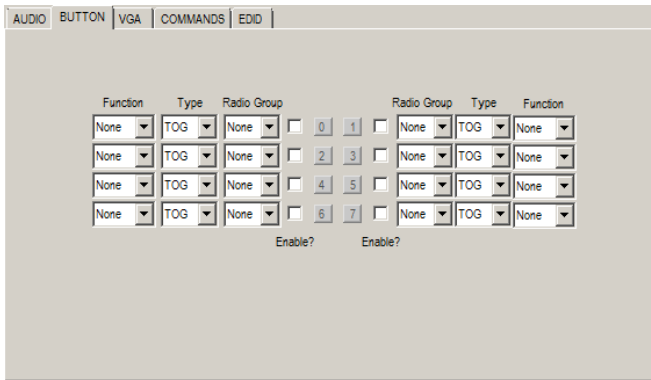 AUDIO BUTTON VGA COMMANDS EDID
Function Type Radio Group Radio Group Type Function
None TOG None 0 1 None TOG None
None TOG None 2 3 None TOG None
None TOG None 4 5 None TOG None
None TOG None 6 7 None TOG None
Enable? Enable?